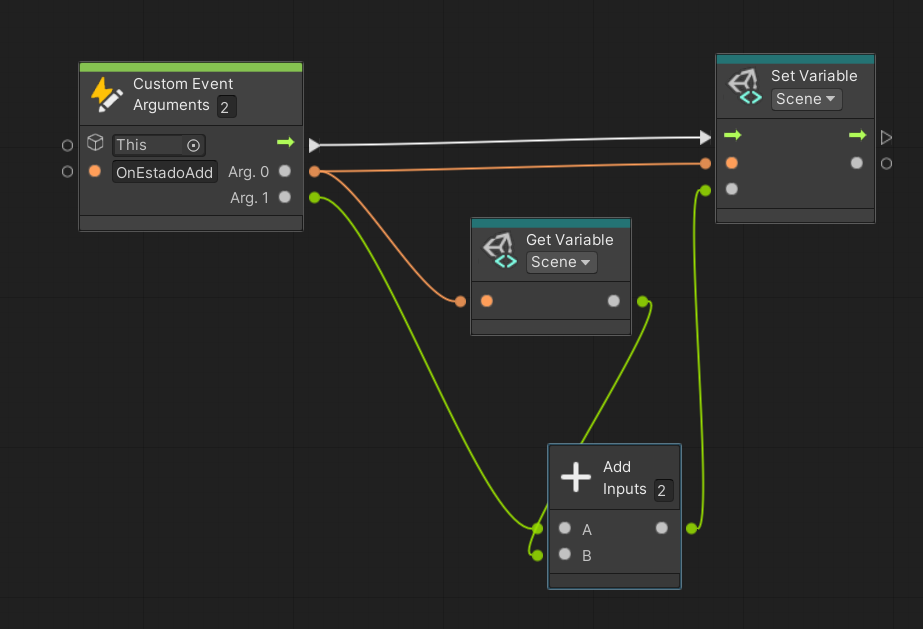 Custom Event
Arguments 2
This
OnEstadoAdd
Arg. 0
Arg. 1
Get Variable
Scene
Set Variable
Scene
Add
Inputs 2
A
B